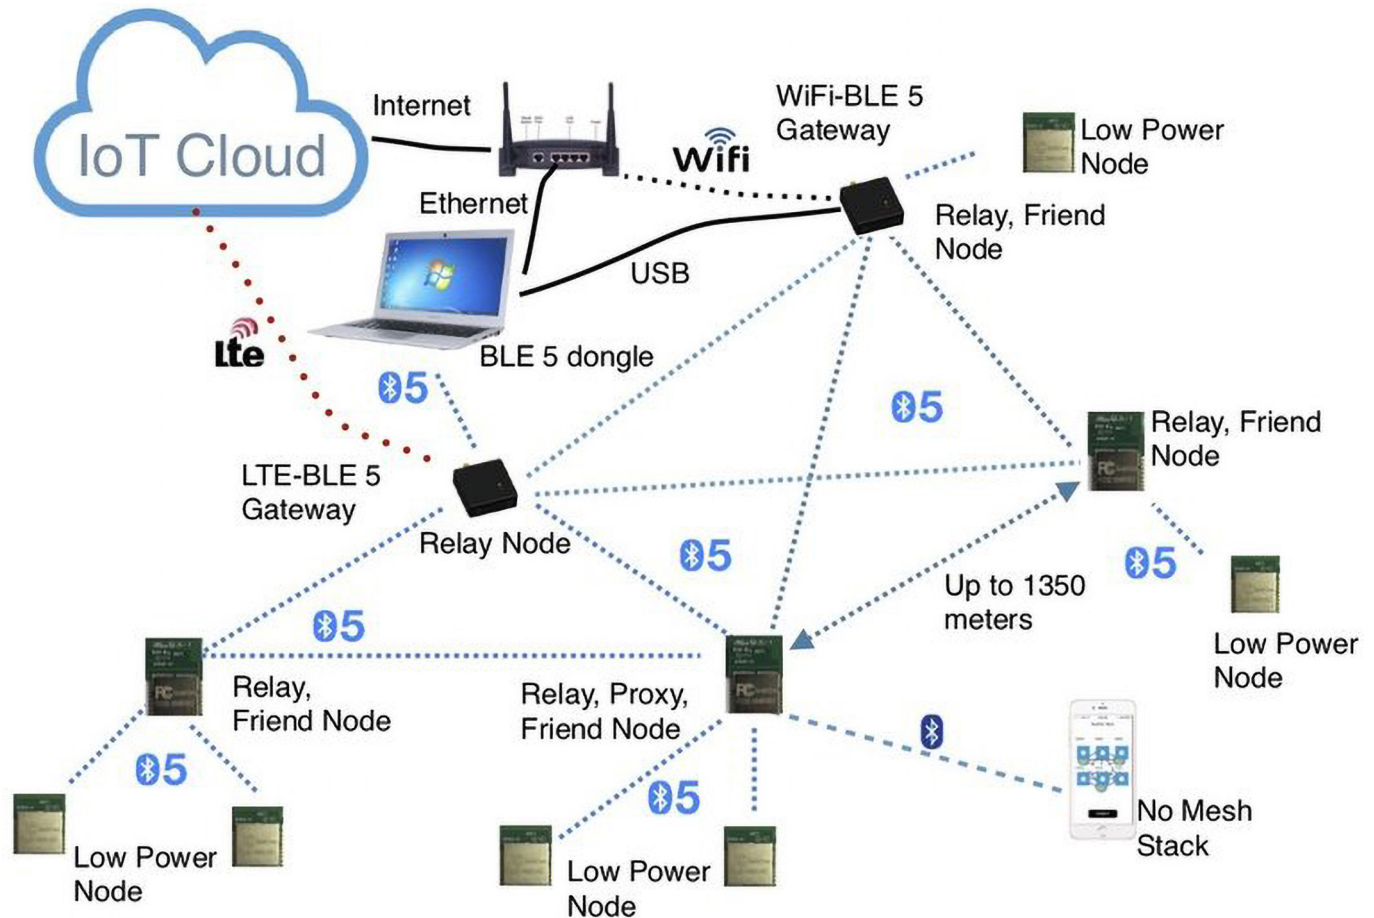 Internet
WiFi-BLE 5
Gateway
Low Power
Node
IoT Cloud
Wifi
Ethernet
Relay, Friend
Node
USB
Lte
BLE 5 dongle
5
5
Relay, Friend
Node
LTE-BLE 5
Gateway
Relay Node
5
5
Up to 1350
meters
5
Low Power
Node
Relay,
Friend Node
Relay, Proxy,
Friend Node
5
5
No Mesh
Stack
Low Power
Node
Low Power
Node